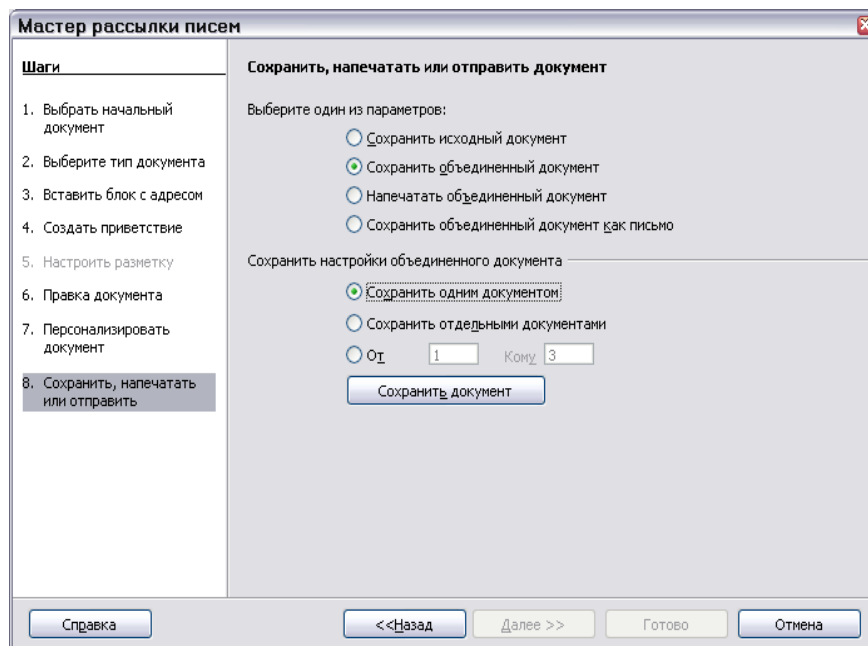 Мастер рассылки писем
Шаги
1. Выбрать начальный
документ
2. Выберите тип документа
3. Вставить блок с адресом
4. Создать приветствие
5. Настроить разметку
6. Правка документа
7. Персонализировать
документ
8. Сохранить, напечатать
или отправить
Сохранить, напечатать или отправить документ
Выберите один из параметров:
Сохранить исходный документ
Сохранить объединенный документ
Напечатать объединенный документ
Сохранить объединенный документ как письмо
Сохранить настройки объединенного документа
Сохранить одним документом
Сохранить отдельными документами
От 1 Кому 3
Сохранить документ
Справка <<Назад Далее >> Готово Отмена